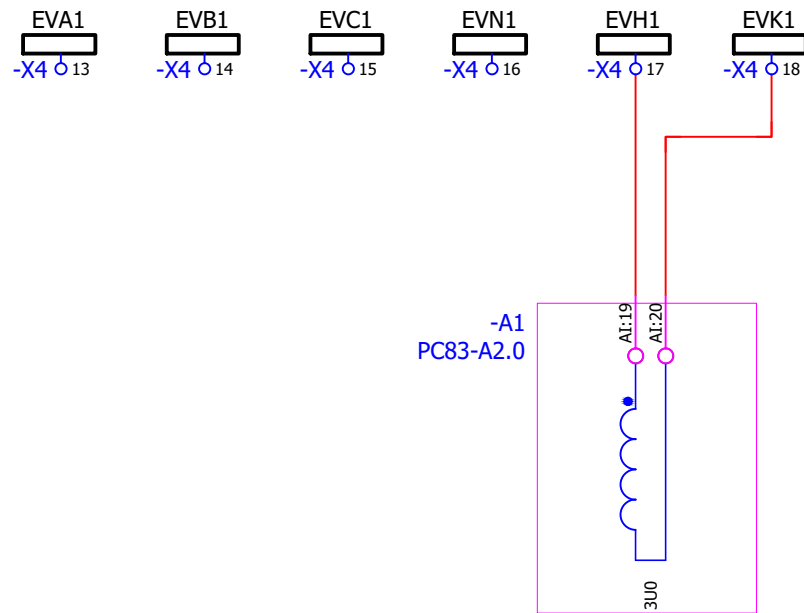 EVA1 EVB1 EVC1 EVN1 EVH1 EVK1
-X4 13 -X4 14 -X4 15 -X4 16 -X4 17 -X4 18
-A1
PC83-A2.0
AI:19
AI:20
3U0